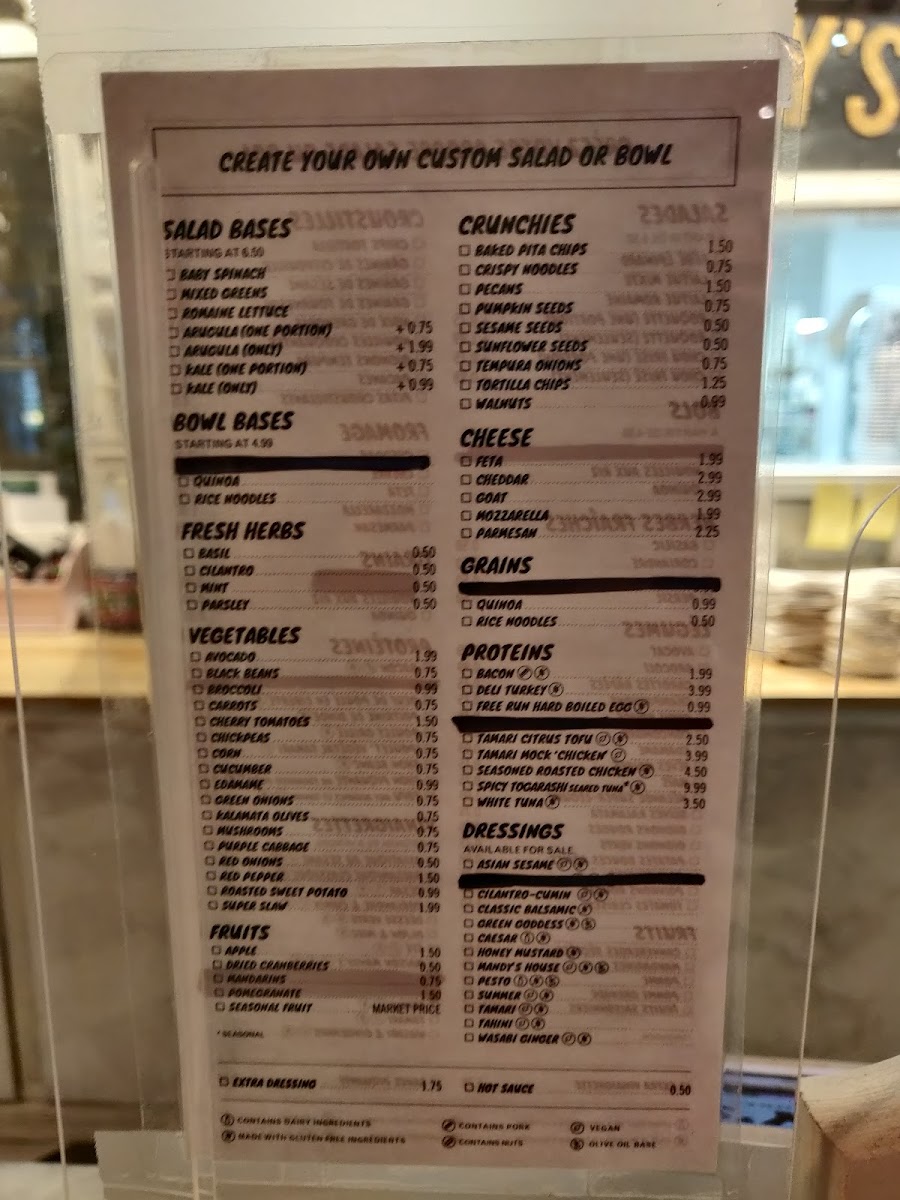 Y'S
CREATE YOUR OWN CUSTOM SALAD OR BOWL
SALAD BASES
STARTING AT 6.50
BABY SPINACH
MIXED GREENS
ROMAINE LETTUCE
ARUGULA (ONE PORTION) + 0.75
ARUGULA (ONLY) + 1.99
KALE (ONE PORTION) + 0.75
KALE (ONLY) + 0.99
BOWL BASES
STARTING AT 4.99
QUINOA
RICE NOODLES
FRESH HERBS
BASIL 0.50
CILANTRO 0.50
MINT 0.50
PARSLEY 0.50
VEGETABLES
AVOCADO 1.99
BLACK BEANS 0.75
BROCCOLI 0.99
CARROTS 0.75
CHERRY TOMATOES 1.50
CHICKPEAS 0.75
CORN 0.75
CUCUMBER 0.75
EDAMAME 0.99
GREEN ONIONS 0.75
KALAMATA OLIVES 0.75
MUSHROOMS 0.75
PURPLE CABBAGE 0.75
RED ONIONS 0.50
RED PEPPER 1.50
ROASTED SWEET POTATO 0.99
SUPER SLAW 1.99
FRUITS
APPLE 1.50
DRIED CRANBERRIES 0.50
MANDARINS 0.75
POMEGRANATE 1.50
SEASONAL FRUIT MARKET PRICE
* SEASONAL
CRUNCHIES
BAKED PITA CHIPS 1.50
CRISPY NOODLES 0.75
PECANS 1.50
PUMPKIN SEEDS 0.75
SESAME SEEDS 0.50
SUNFLOWER SEEDS 0.50
TEMPURA ONIONS 0.75
TORTILLA CHIPS 1.25
WALNUTS 0.99
CHEESE
FETA 1.99
CHEDDAR 2.99
GOAT 2.99
MOZZARELLA 1.99
PARMESAN 2.25
GRAINS
QUINOA 0.99
RICE NOODLES 0.50
PROTEINS
BACON 1.99
DELI TURKEY 3.99
FREE RUN HARD BOILED EGG 0.99
TAMARI CITRUS TOFU 2.50
TAMARI MOCK 'CHICKEN' 3.99
SEASONED ROASTED CHICKEN 4.50
SPICY TOGARASHI SEARED TUNA* 9.99
WHITE TUNA 3.50
DRESSINGS
AVAILABLE FOR SALE
ASIAN SESAME
CILANTRO-CUMIN
CLASSIC BALSAMIC
GREEN GODDESS
CAESAR
HONEY MUSTARD
MANDY'S HOUSE
PESTO
SUMMER
TAMARI
TAHINI
WASABI GINGER
EXTRA DRESSING 1.75
HOT SAUCE 0.50
CONTAINS DAIRY INGREDIENTS
MADE WITH GLUTEN FREE INGREDIENTS
CONTAINS PORK
CONTAINS NUTS
VEGAN
OLIVE OIL BASE